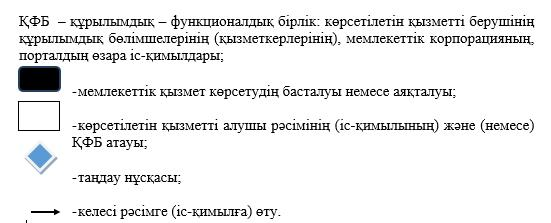 ҚФБ – құрылымдық – функционалдық бірлік: көрсетілетін қызметті берушінің
құрылымдық бөлімшелерінің (қызметкерлерінің), мемлекеттік корпорацияның,
порталдың өзара іс-қимылдары;
-мемлекеттік қызмет көрсетудің басталуы немесе аяқталуы;
-көрсетілетін қызметті алушы рәсімінің (іс-қимылының) және (немесе)
ҚФБ атауы;
-таңдау нұсқасы;
-келесі рәсімге (іс-қимылға) өту.